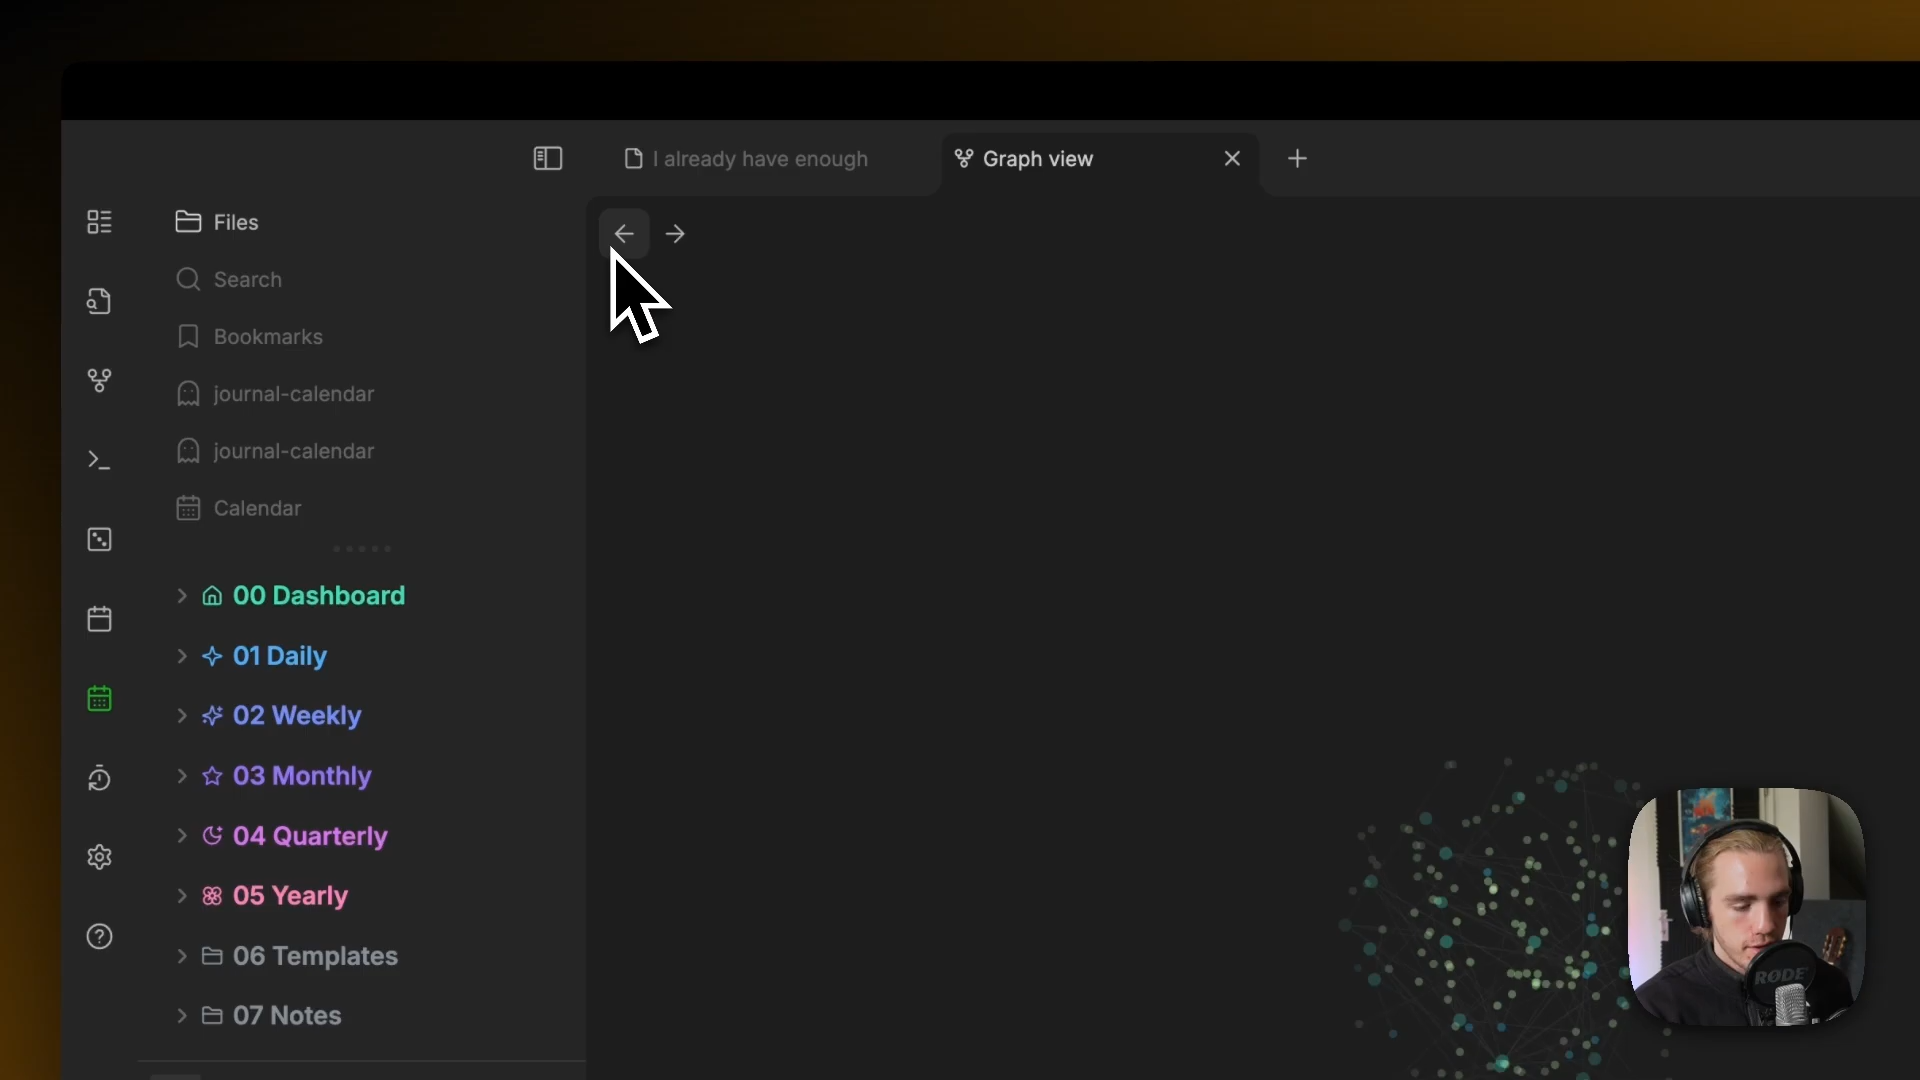 I already have enough
Graph view
Files
Search
Bookmarks
journal-calendar
journal-calendar
Calendar
00 Dashboard
01 Daily
02 Weekly
03 Monthly
04 Quarterly
05 Yearly
06 Templates
07 Notes
RØDE